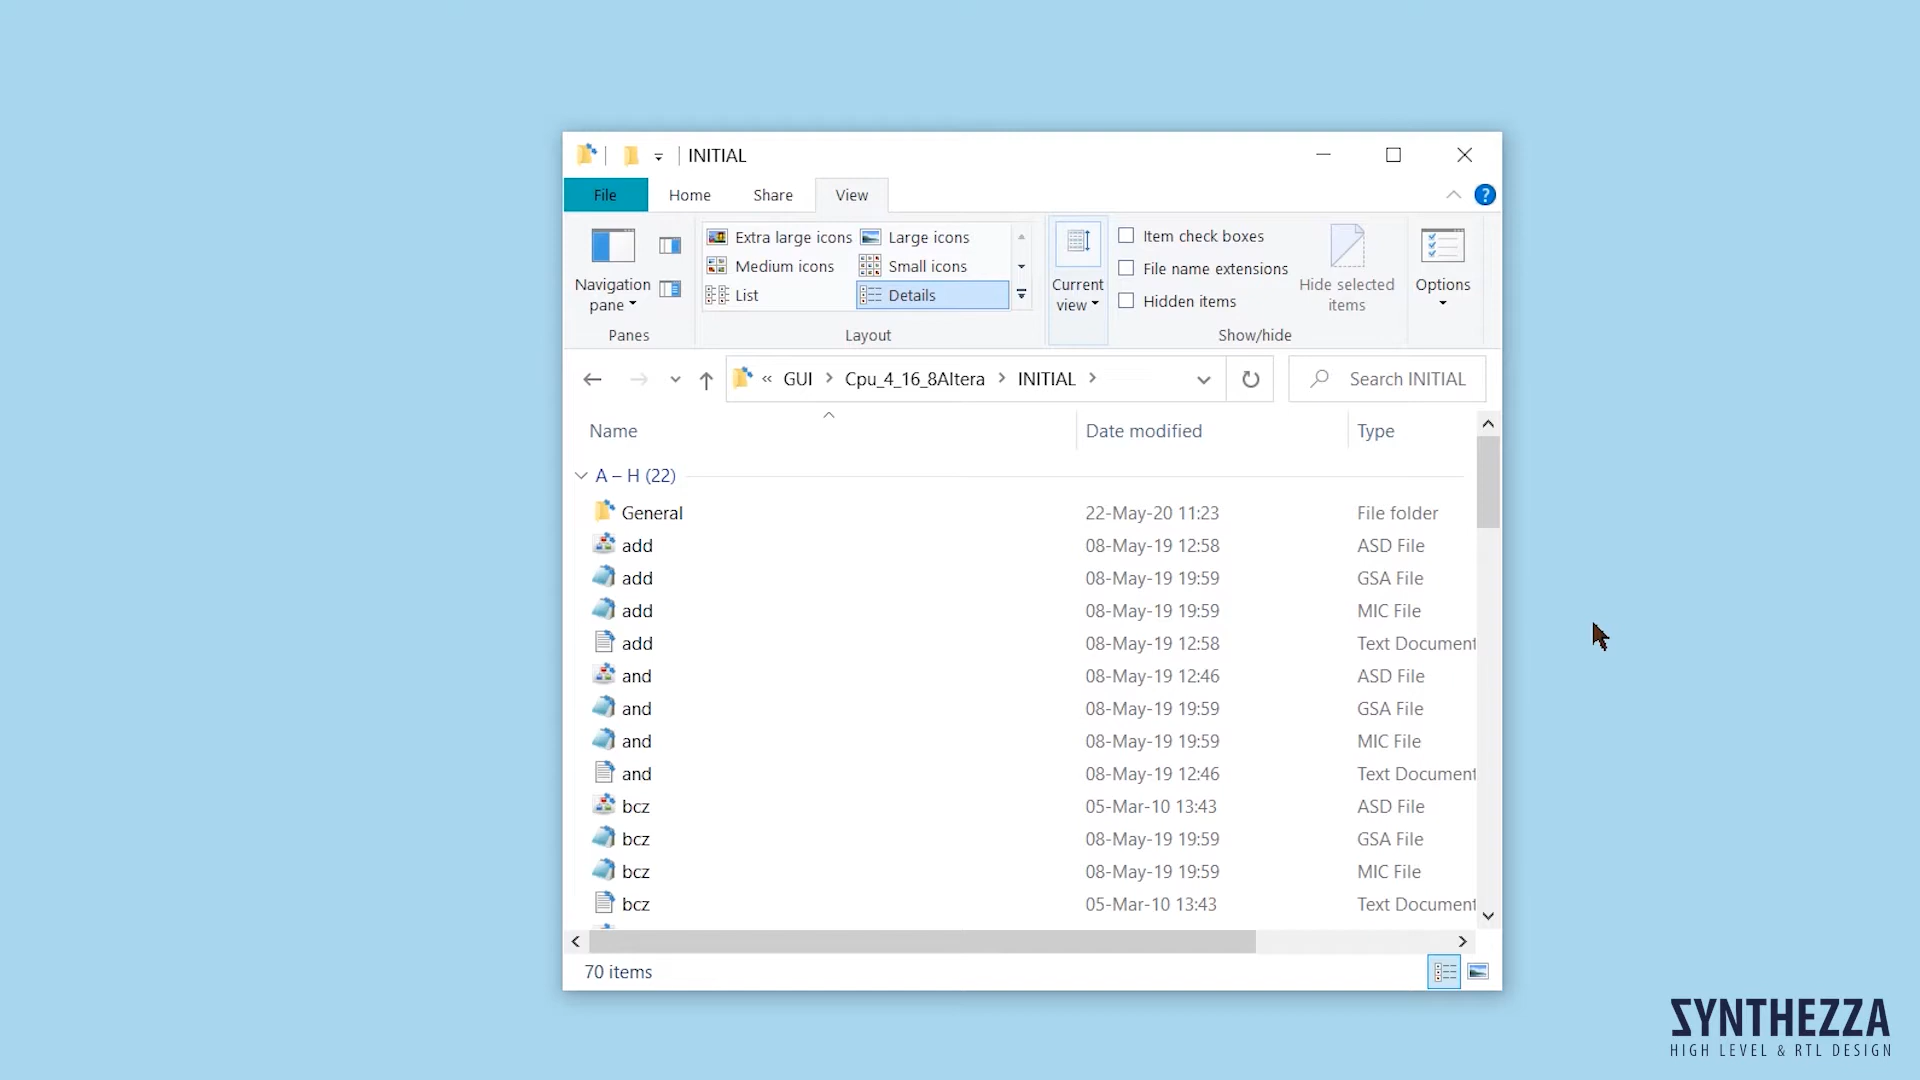 INITIAL
File Home Share View ?
Extra large icons Large icons
Medium icons Small icons
List Details
Navigation pane
Panes
Layout
Current view
Item check boxes
File name extensions
Hidden items
Hide selected items
Show/hide
Options
« GUI Cpu_4_16_8Altera INITIAL
Search INITIAL
Name Date modified Type
A – H (22)
General 22-May-20 11:23 File folder
add 08-May-19 12:58 ASD File
add 08-May-19 19:59 GSA File
add 08-May-19 19:59 MIC File
add 08-May-19 12:58 Text Document
and 08-May-19 12:46 ASD File
and 08-May-19 19:59 GSA File
and 08-May-19 19:59 MIC File
and 08-May-19 12:46 Text Document
bcz 05-Mar-10 13:43 ASD File
bcz 08-May-19 19:59 GSA File
bcz 08-May-19 19:59 MIC File
bcz 05-Mar-10 13:43 Text Document
70 items
SYNTHEZZA
HIGH LEVEL & RTL DESIGN